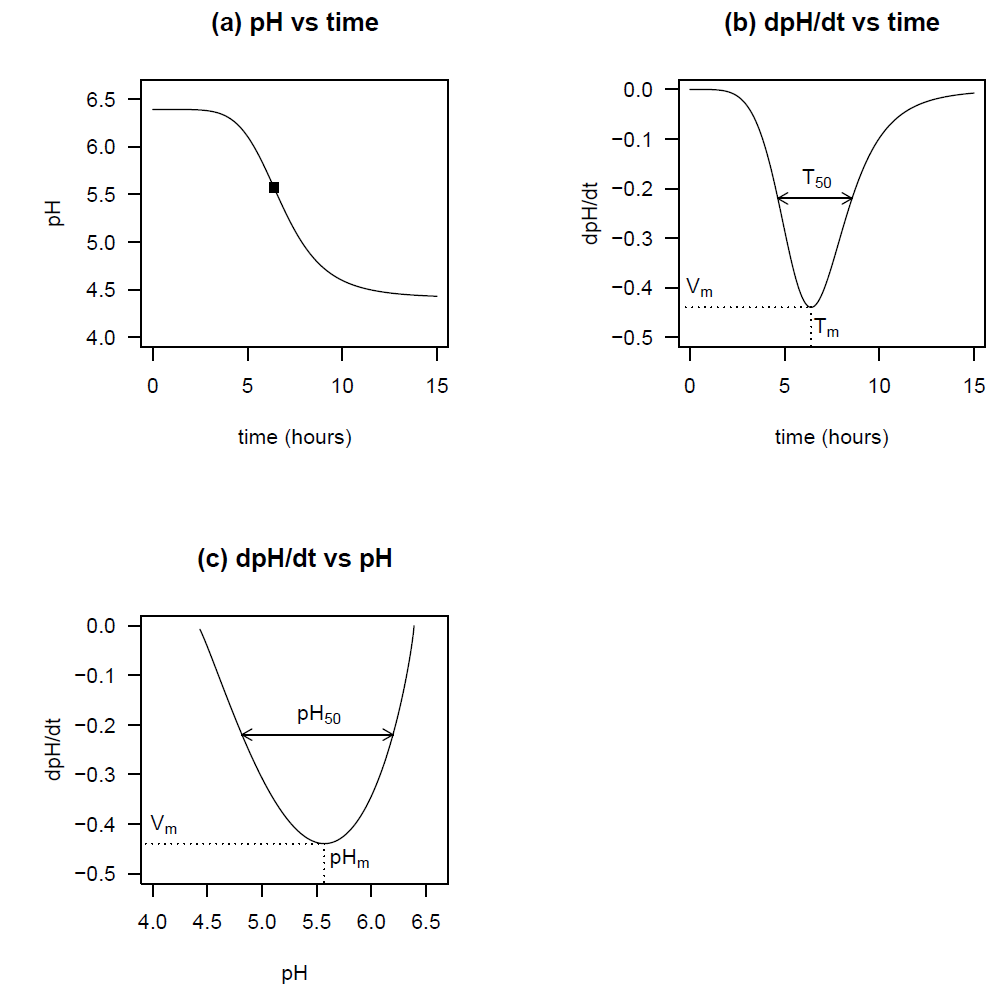 (a) pH vs time
pH
6.5
6.0
5.5
5.0
4.5
4.0
0 5 10 15
time (hours)
(b) dpH/dt vs time
dpH/dt
0.0
−0.1
−0.2
−0.3
−0.4
−0.5
T50
Vm
Tm
0 5 10 15
time (hours)
(c) dpH/dt vs pH
dpH/dt
0.0
−0.1
−0.2
−0.3
−0.4
−0.5
pH50
Vm
pHm
4.0 4.5 5.0 5.5 6.0 6.5
pH